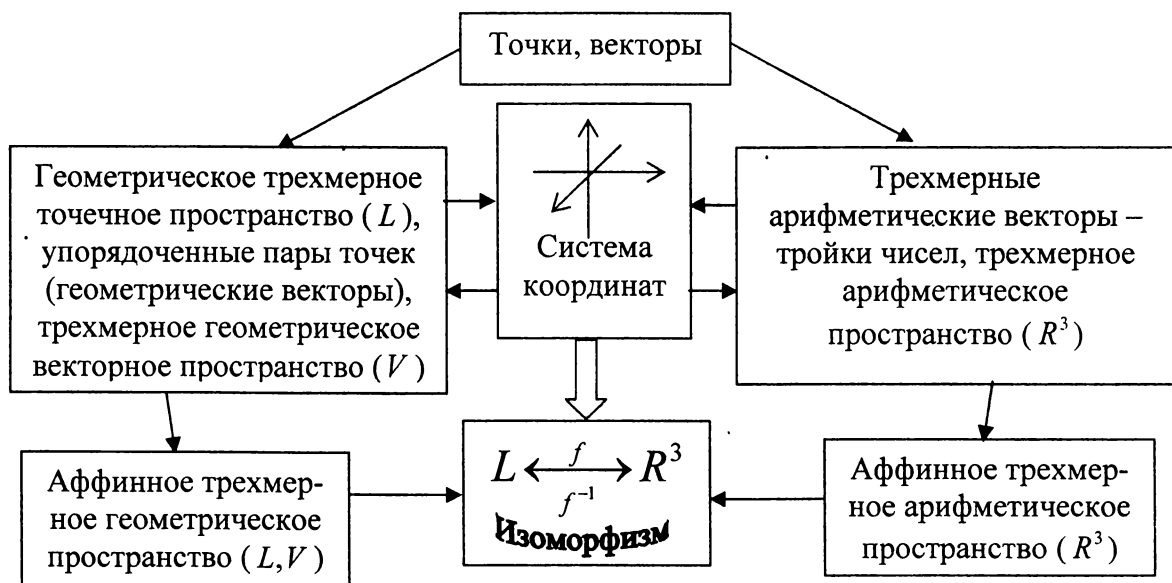 Точки, векторы
Геометрическое трехмерное
точечное пространство ( L ),
упорядоченные пары точек
(геометрические векторы),
трехмерное геометрическое
векторное пространство ( V )
Система
координат
Трехмерные
арифметические векторы –
тройки чисел, трехмерное
арифметическое
пространство ( R³ )
Аффинное трехмер-
ное геометрическое
пространство ( L,V )
f
L ⟷ R³
f⁻¹
Изоморфизм
Аффинное трехмер-
ное арифметическое
пространство ( R³ )